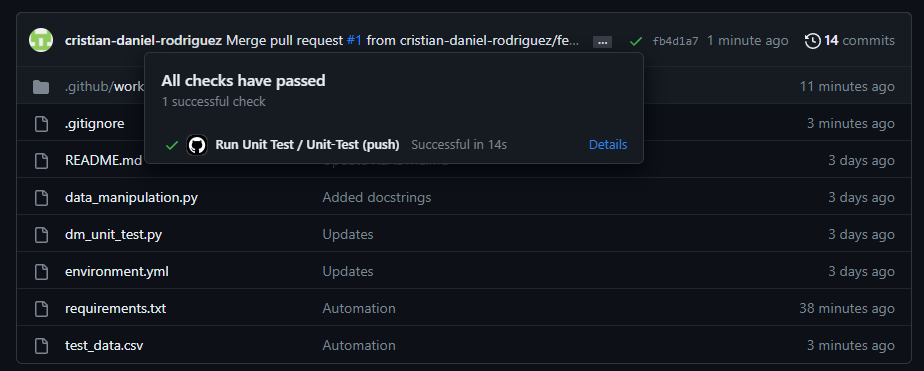 cristian-daniel-rodriguez Merge pull request #1 from cristian-daniel-rodriguez/fe... ... fb4d1a7 1 minute ago 14 commits
All checks have passed
1 successful check
.github/work 11 minutes ago
.gitignore 3 minutes ago
Run Unit Test / Unit-Test (push) Successful in 14s Details
README.md 3 days ago
data_manipulation.py Added docstrings 3 days ago
dm_unit_test.py Updates 3 days ago
environment.yml Updates 3 days ago
requirements.txt Automation 38 minutes ago
test_data.csv Automation 3 minutes ago